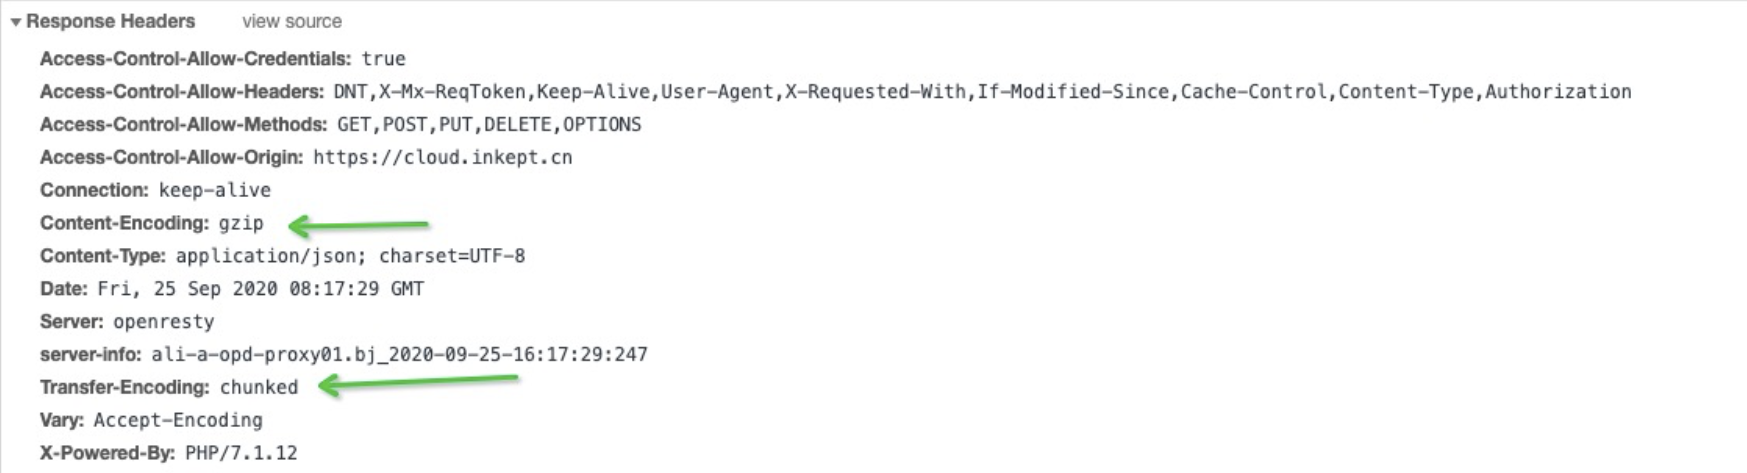 Response Headers view source
Access-Control-Allow-Credentials: true
Access-Control-Allow-Headers: DNT,X-Mx-ReqToken,Keep-Alive,User-Agent,X-Requested-With,If-Modified-Since,Cache-Control,Content-Type,Authorization
Access-Control-Allow-Methods: GET,POST,PUT,DELETE,OPTIONS
Access-Control-Allow-Origin: https://cloud.inkept.cn
Connection: keep-alive
Content-Encoding: gzip
Content-Type: application/json; charset=UTF-8
Date: Fri, 25 Sep 2020 08:17:29 GMT
Server: openresty
server-info: ali-a-opd-proxy01.bj_2020-09-25-16:17:29:247
Transfer-Encoding: chunked
Vary: Accept-Encoding
X-Powered-By: PHP/7.1.12